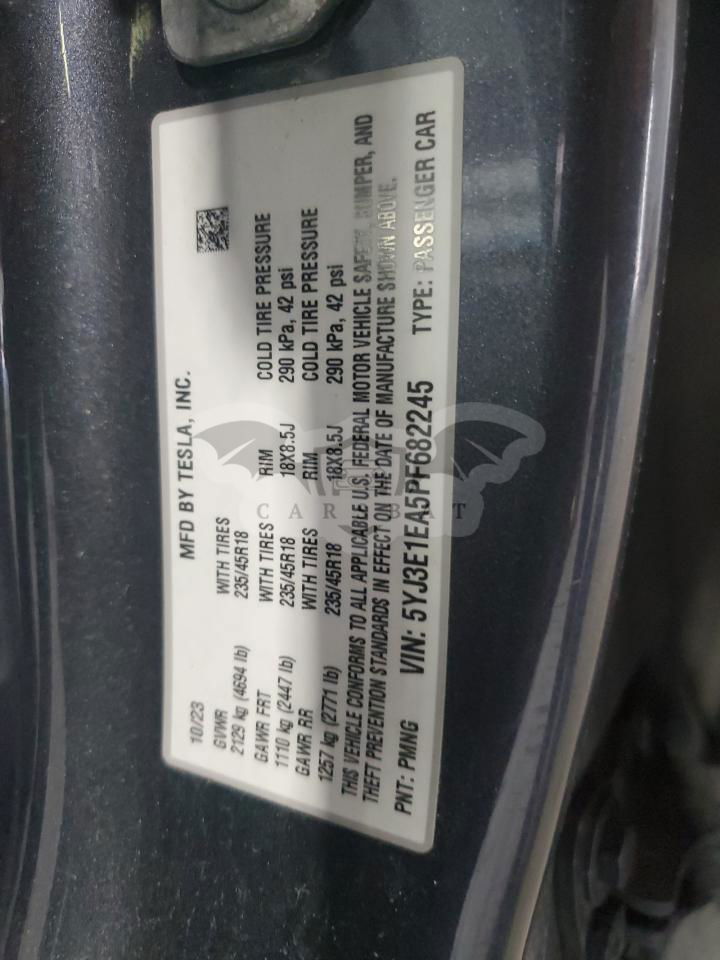 MFD BY TESLA, INC.
10/23
GVWR WITH TIRES
2129 kg (4694 lb) 235/45R18
GAWR FRT WITH TIRES RIM COLD TIRE PRESSURE
1110 kg (2447 lb) 235/45R18 18X8.5J 290 kPa, 42 psi
GAWR RR WITH TIRES RIM COLD TIRE PRESSURE
1257 kg (2771 lb) 235/45R18 18X8.5J 290 kPa, 42 psi
THIS VEHICLE CONFORMS TO ALL APPLICABLE U.S. FEDERAL MOTOR VEHICLE SAFETY, BUMPER, AND
THEFT PREVENTION STANDARDS IN EFFECT ON THE DATE OF MANUFACTURE SHOWN ABOVE.
PNT: PMNG VIN: 5YJ3E1EA5PF682245 TYPE: PASSENGER CAR
CAR BAT